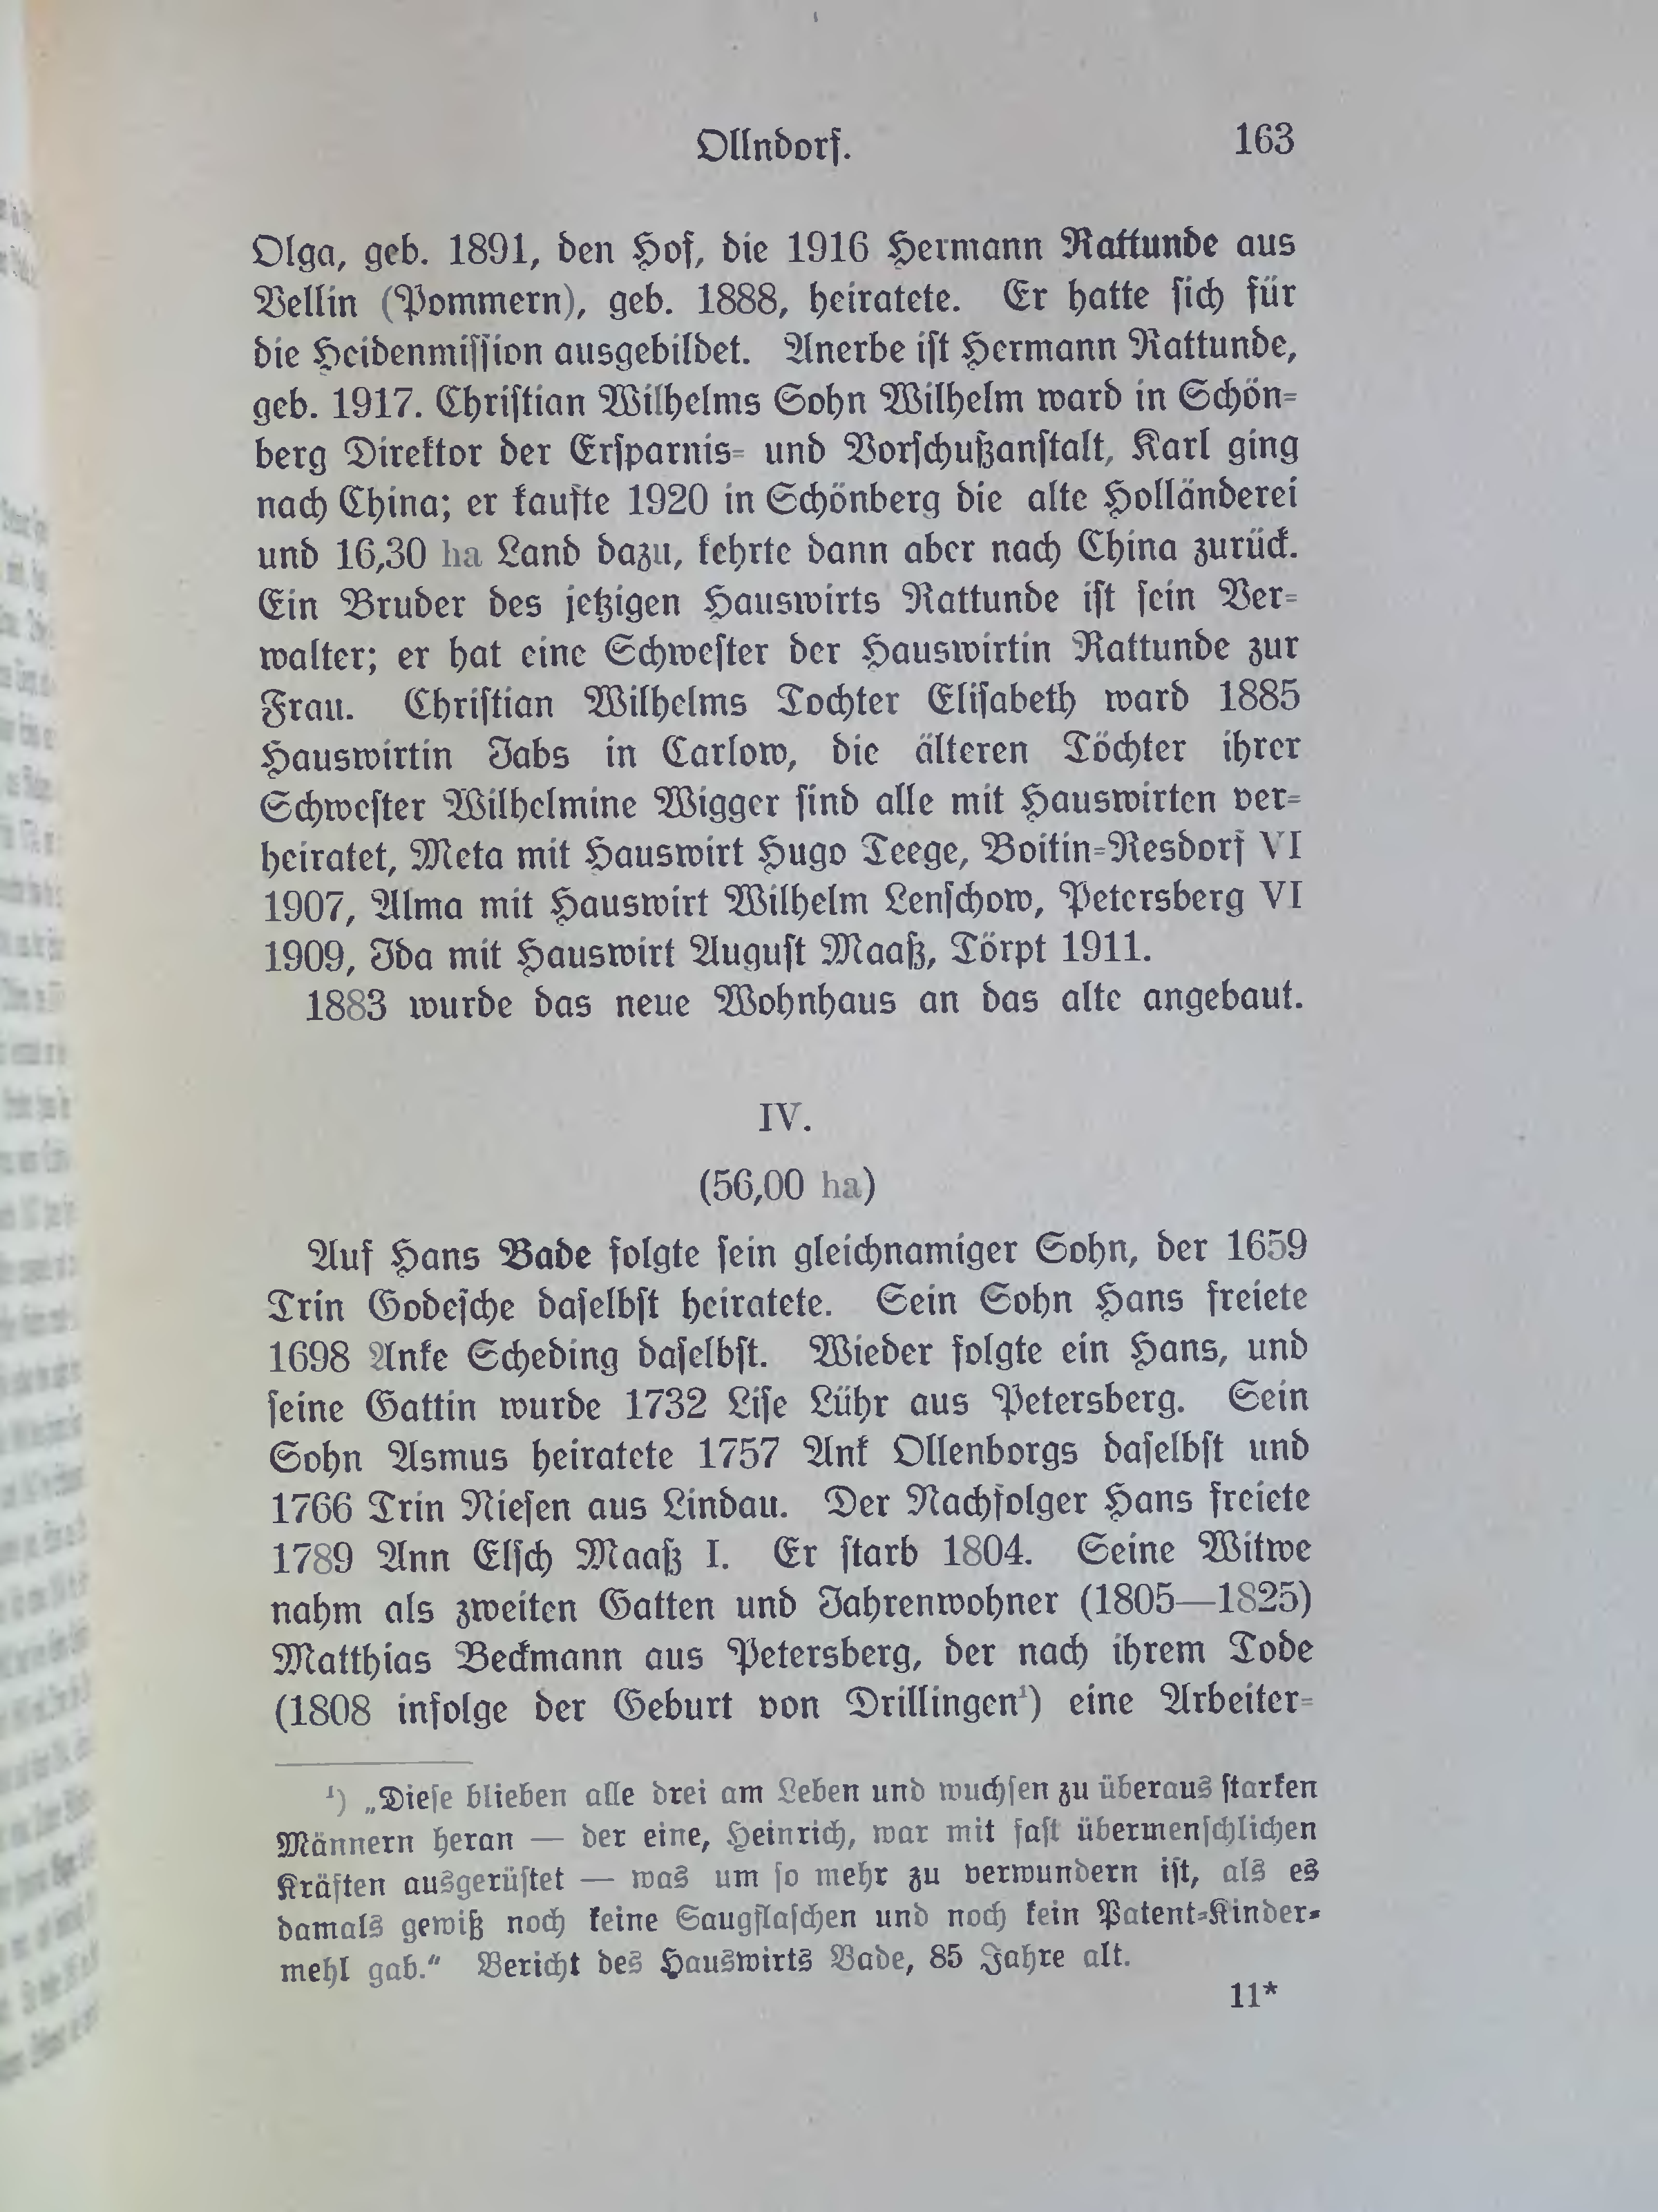 Ollndorf.
163
Olga, geb. 1891, den Hof, die 1916 Hermann Rattunde aus
Vellin (Pommern), geb. 1888, heiratete. Er hatte sich für
die Heidenmission ausgebildet. Anerbe ist Hermann Rattunde,
geb. 1917. Christian Wilhelms Sohn Wilhelm ward in Schön-
berg Direktor der Ersparnis- und Vorschußanstalt, Karl ging
nach China; er kaufte 1920 in Schönberg die alte Holländerei
und 16,30 ha Land dazu, kehrte dann aber nach China zurück.
Ein Bruder des jetzigen Hauswirts Rattunde ist sein Ver-
walter; er hat eine Schwester der Hauswirtin Rattunde zur
Frau. Christian Wilhelms Tochter Elisabeth ward 1885
Hauswirtin Jabs in Carlow, die älteren Töchter ihrer
Schwester Wilhelmine Wigger sind alle mit Hauswirten ver-
heiratet, Meta mit Hauswirt Hugo Teege, Boitin-Resdorf VI
1907, Alma mit Hauswirt Wilhelm Lenschow, Petersberg VI
1909, Ida mit Hauswirt August Maaß, Törpt 1911.
1883 wurde das neue Wohnhaus an das alte angebaut.
IV.
(56,00 ha)
Auf Hans Bade folgte sein gleichnamiger Sohn, der 1659
Trin Godesche daselbst heiratete. Sein Sohn Hans freiete
1698 Anke Scheding daselbst. Wieder folgte ein Hans, und
seine Gattin wurde 1732 Lise Lühr aus Petersberg. Sein
Sohn Asmus heiratete 1757 Ank Ollenborgs daselbst und
1766 Trin Niesen aus Lindau. Der Nachfolger Hans freiete
1789 Ann Elsch Maaß I. Er starb 1804. Seine Witwe
nahm als zweiten Gatten und Jahrenwohner (1805—1825)
Matthias Beckmann aus Petersberg, der nach ihrem Tode
(1808 infolge der Geburt von Drillingen¹) eine Arbeiter-
¹) „Diese blieben alle drei am Leben und wuchsen zu überaus starken
Männern heran — der eine, Heinrich, war mit fast übermenschlichen
Kräften ausgerüstet — was um so mehr zu verwundern ist, als es
damals gewiß noch keine Saugflaschen und noch kein Patent-Kinder-
mehl gab.“ Bericht des Hauswirts Bade, 85 Jahre alt.
11*